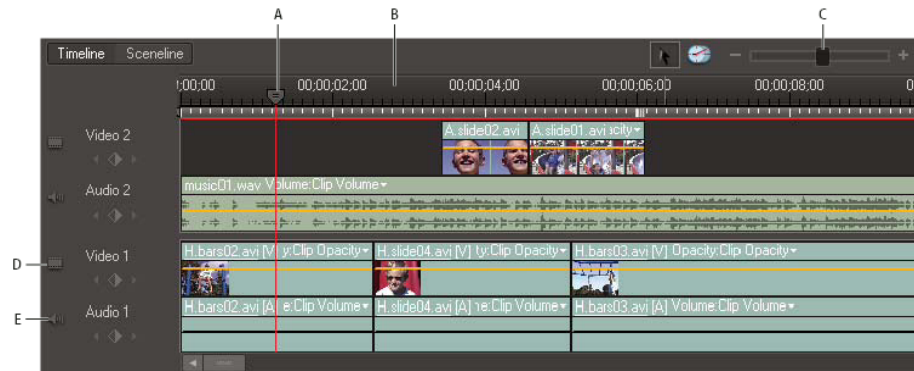 A B C
Timeline Sceneline
;00;00 00;00;02;00 00;00;04;00 00;00;06;00 00;00;08;00 0
Video 2
A.slide02.avi A.slide01.avi acity
Audio 2
music01.wav Volume:Clip Volume
D
Video 1
H.bars02.avi [V] y:Clip Opacity H.slide04.avi [V] ty:Clip Opacity H.bars03.avi [V] Opacity:Clip Opacity
E
Audio 1
H.bars02.avi [A] e:Clip Volume H.slide04.avi [A] ne:Clip Volume H.bars03.avi [A] Volume:Clip Volume